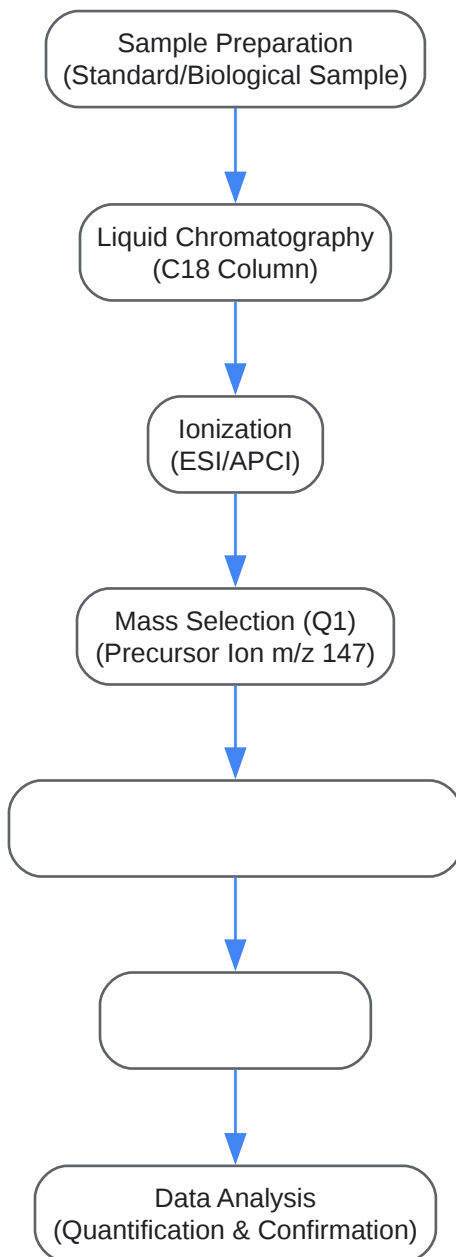 Sample Preparation
(Standard/Biological Sample)
Liquid Chromatography
(C18 Column)
Ionization
(ESI/APCI)
Mass Selection (Q1)
(Precursor Ion m/z 147)
Data Analysis
(Quantification & Confirmation)